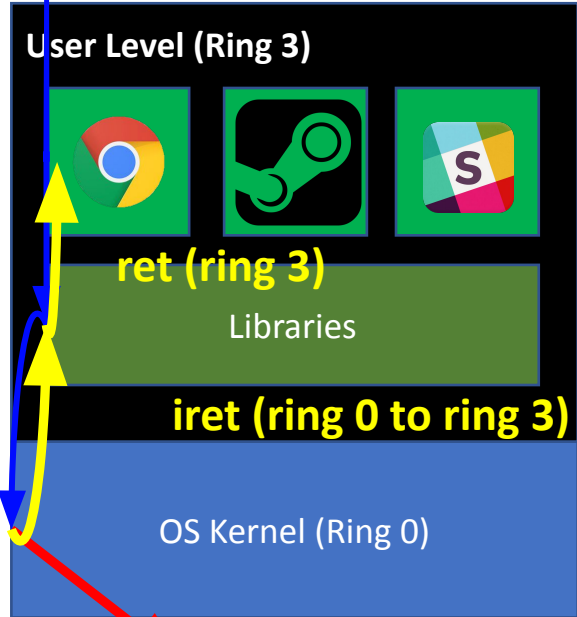 User Level (Ring 3)
S
ret (ring 3)
Libraries
iret (ring 0 to ring 3)
OS Kernel (Ring 0)